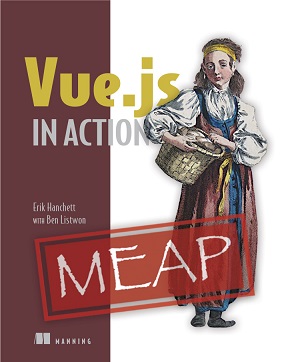 Vue.js
IN ACTION
Erik Hanchett
WITH Ben Listwon
MEAP
MANNING